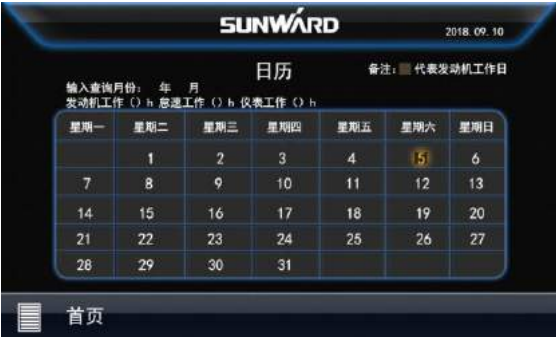 SUNWARD
2018. 09. 10
日历
备注: 代表发动机工作日
输入查询月份: 年 月
发动机工作 () h 怠速工作 () h 仪表工作 () h
星期一 星期二 星期三 星期四 星期五 星期六 星期日
1 2 3 4 5 6
7 8 9 10 11 12 13
14 15 16 17 18 19 20
21 22 23 24 25 26 27
28 29 30 31
首页